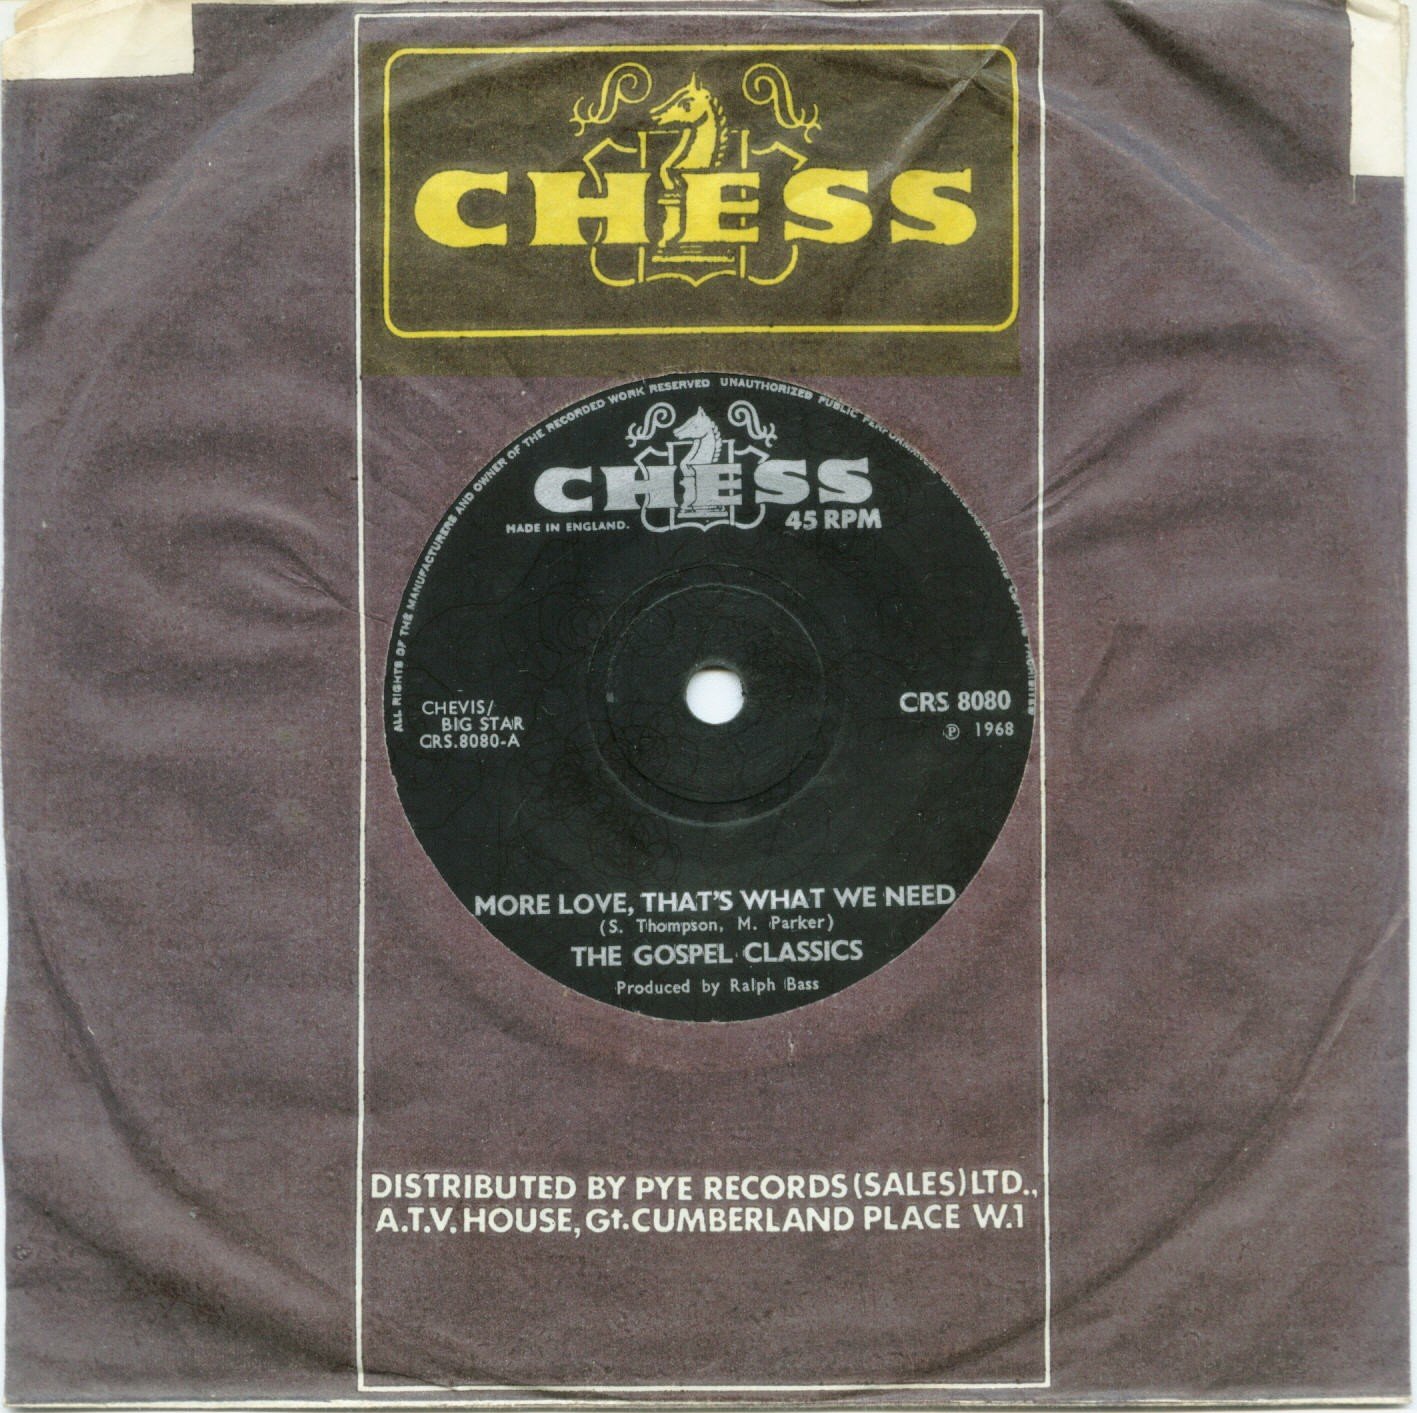 CHESS
ALL RIGHTS OF THE MANUFACTURERS AND OWNER OF THE RECORDED WORK RESERVED UNAUTHORIZED PUBLIC
CHESS
MADE IN ENGLAND.
45 RPM
CHEVIS/
BIG STAR
CRS.8080-A
CRS 8080
℗ 1968
MORE LOVE, THAT'S WHAT WE NEED
(S. Thompson, M. Parker)
THE GOSPEL CLASSICS
Produced by Ralph Bass
DISTRIBUTED BY PYE RECORDS (SALES) LTD.,
A.T.V. HOUSE, Gt. CUMBERLAND PLACE W.1